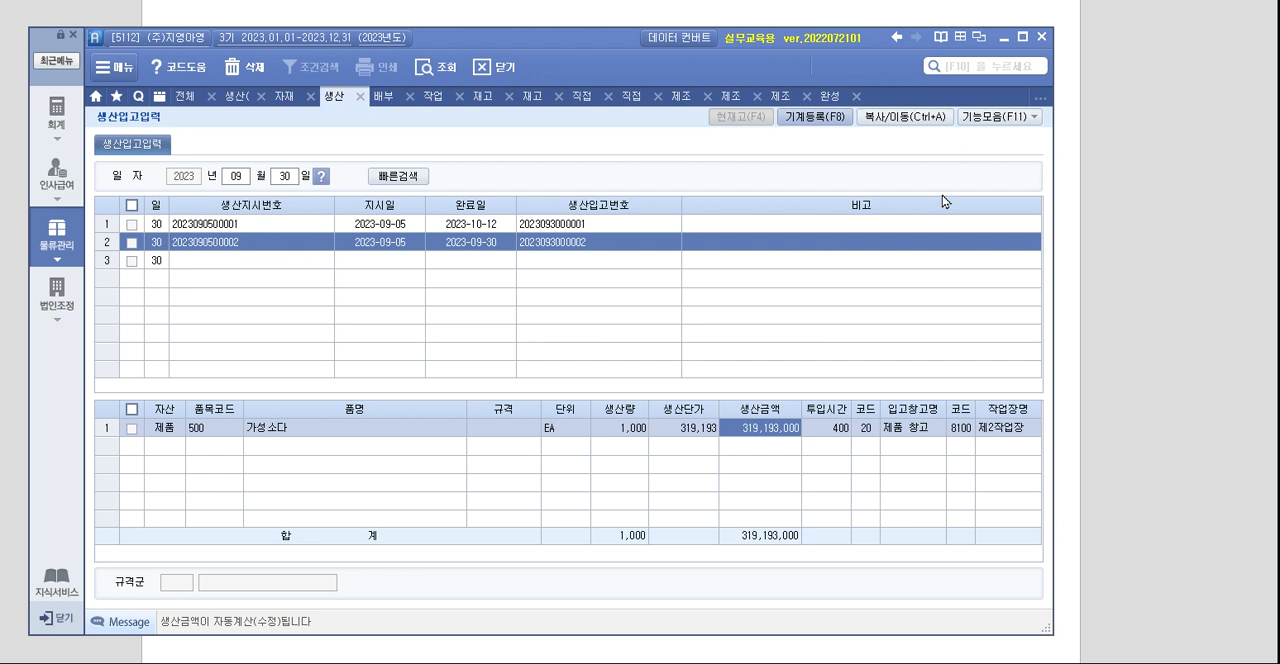 [5112] (주)지영아영 3기 2023.01.01~2023.12.31 (2023년도) 데이터 컨버트 실무교육용 ver.2022072101
최근메뉴
메뉴 코드도움 삭제 조건검색 인쇄 조회 닫기 [F10] 을 누르세요
전체 생산( 자재 생산 배부 작업 재고 재고 직접 직접 제조 제조 제조 완성 ...
생산입고입력 현재고(F4) 기계등록(F8) 복사/이동(Ctrl+A) 기능모음(F11)
회계
인사급여
물류관리
법인조정
생산입고입력
일 자 2023 년 09 월 30 일 ? 빠른검색
일 생산지시번호 지시일 완료일 생산입고번호 비고
1 30 2023090500001 2023-09-05 2023-10-12 2023093000001
2 30 2023090500002 2023-09-05 2023-09-30 2023093000002
3 30
자산 품목코드 품명 규격 단위 생산량 생산단가 생산금액 투입시간 코드 입고창고명 코드 작업장명
1 제품 500 가성소다 EA 1,000 319,193 319,193,000 400 20 제품 창고 8100 제2작업장
합 계 1,000 319,193,000
규격군
지식서비스
닫기
Message 생산금액이 자동계산(수정)됩니다